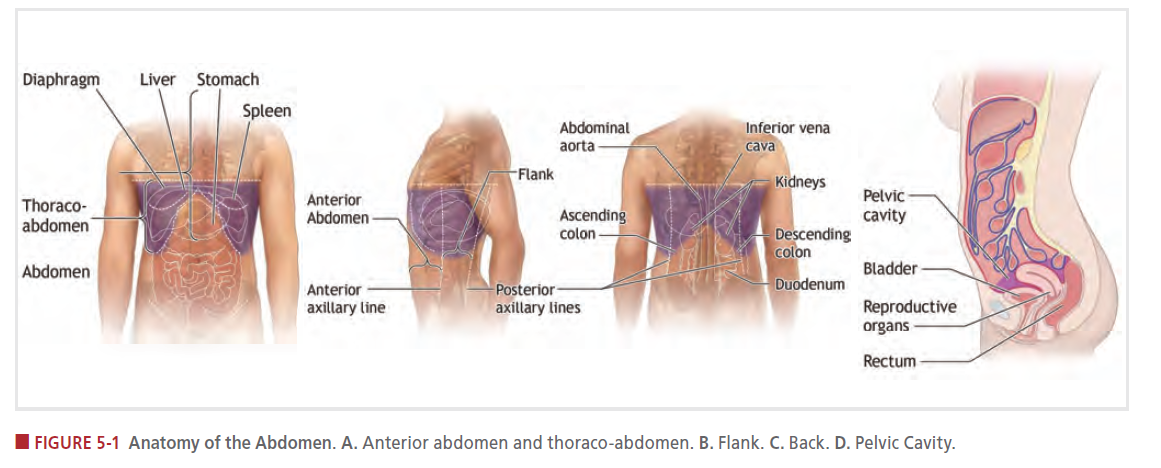 Diaphragm
Liver
Stomach
Spleen
Thoraco-
abdomen
Abdomen
Anterior
Abdomen
Flank
Anterior
axillary line
Posterior
axillary lines
Abdominal
aorta
Inferior vena
cava
Kidneys
Ascending
colon
Descending
colon
Duodenum
Pelvic
cavity
Bladder
Reproductive
organs
Rectum
FIGURE 5-1 Anatomy of the Abdomen. A. Anterior abdomen and thoraco-abdomen. B. Flank. C. Back. D. Pelvic Cavity.